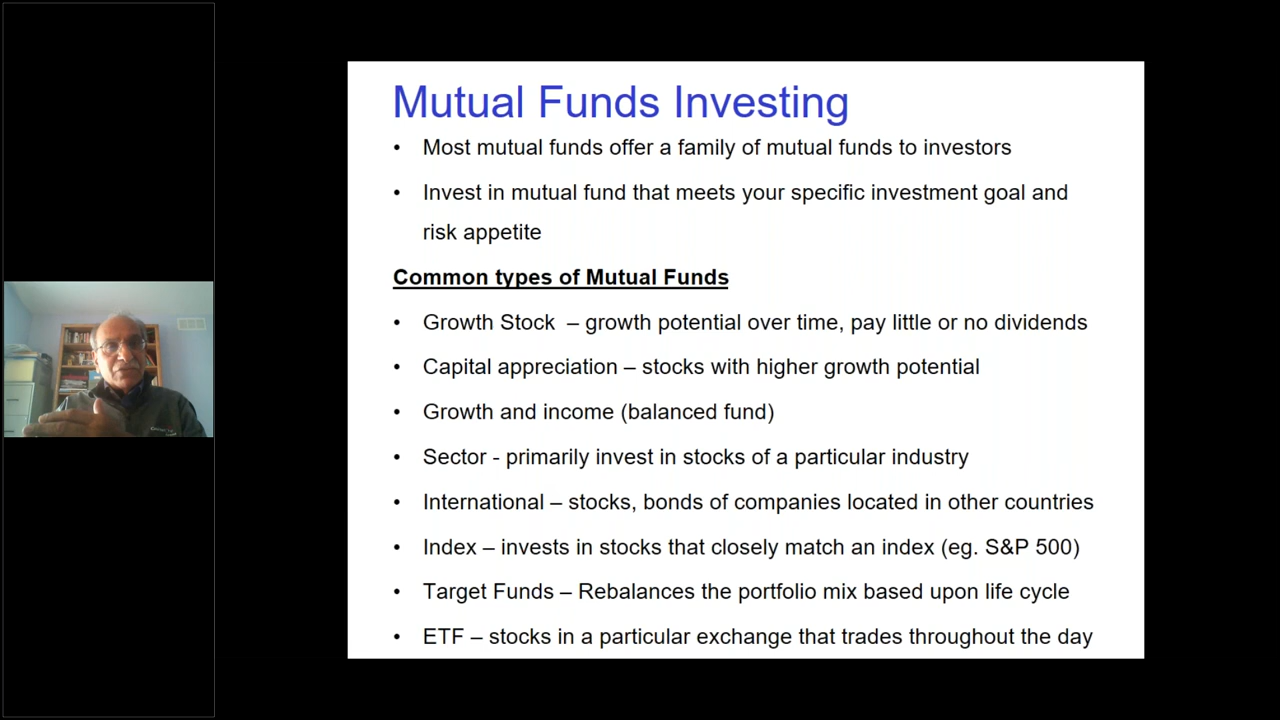 Mutual Funds Investing
• Most mutual funds offer a family of mutual funds to investors
• Invest in mutual fund that meets your specific investment goal and
risk appetite
Common types of Mutual Funds
• Growth Stock – growth potential over time, pay little or no dividends
• Capital appreciation – stocks with higher growth potential
• Growth and income (balanced fund)
• Sector - primarily invest in stocks of a particular industry
• International – stocks, bonds of companies located in other countries
• Index – invests in stocks that closely match an index (eg. S&P 500)
• Target Funds – Rebalances the portfolio mix based upon life cycle
• ETF – stocks in a particular exchange that trades throughout the day